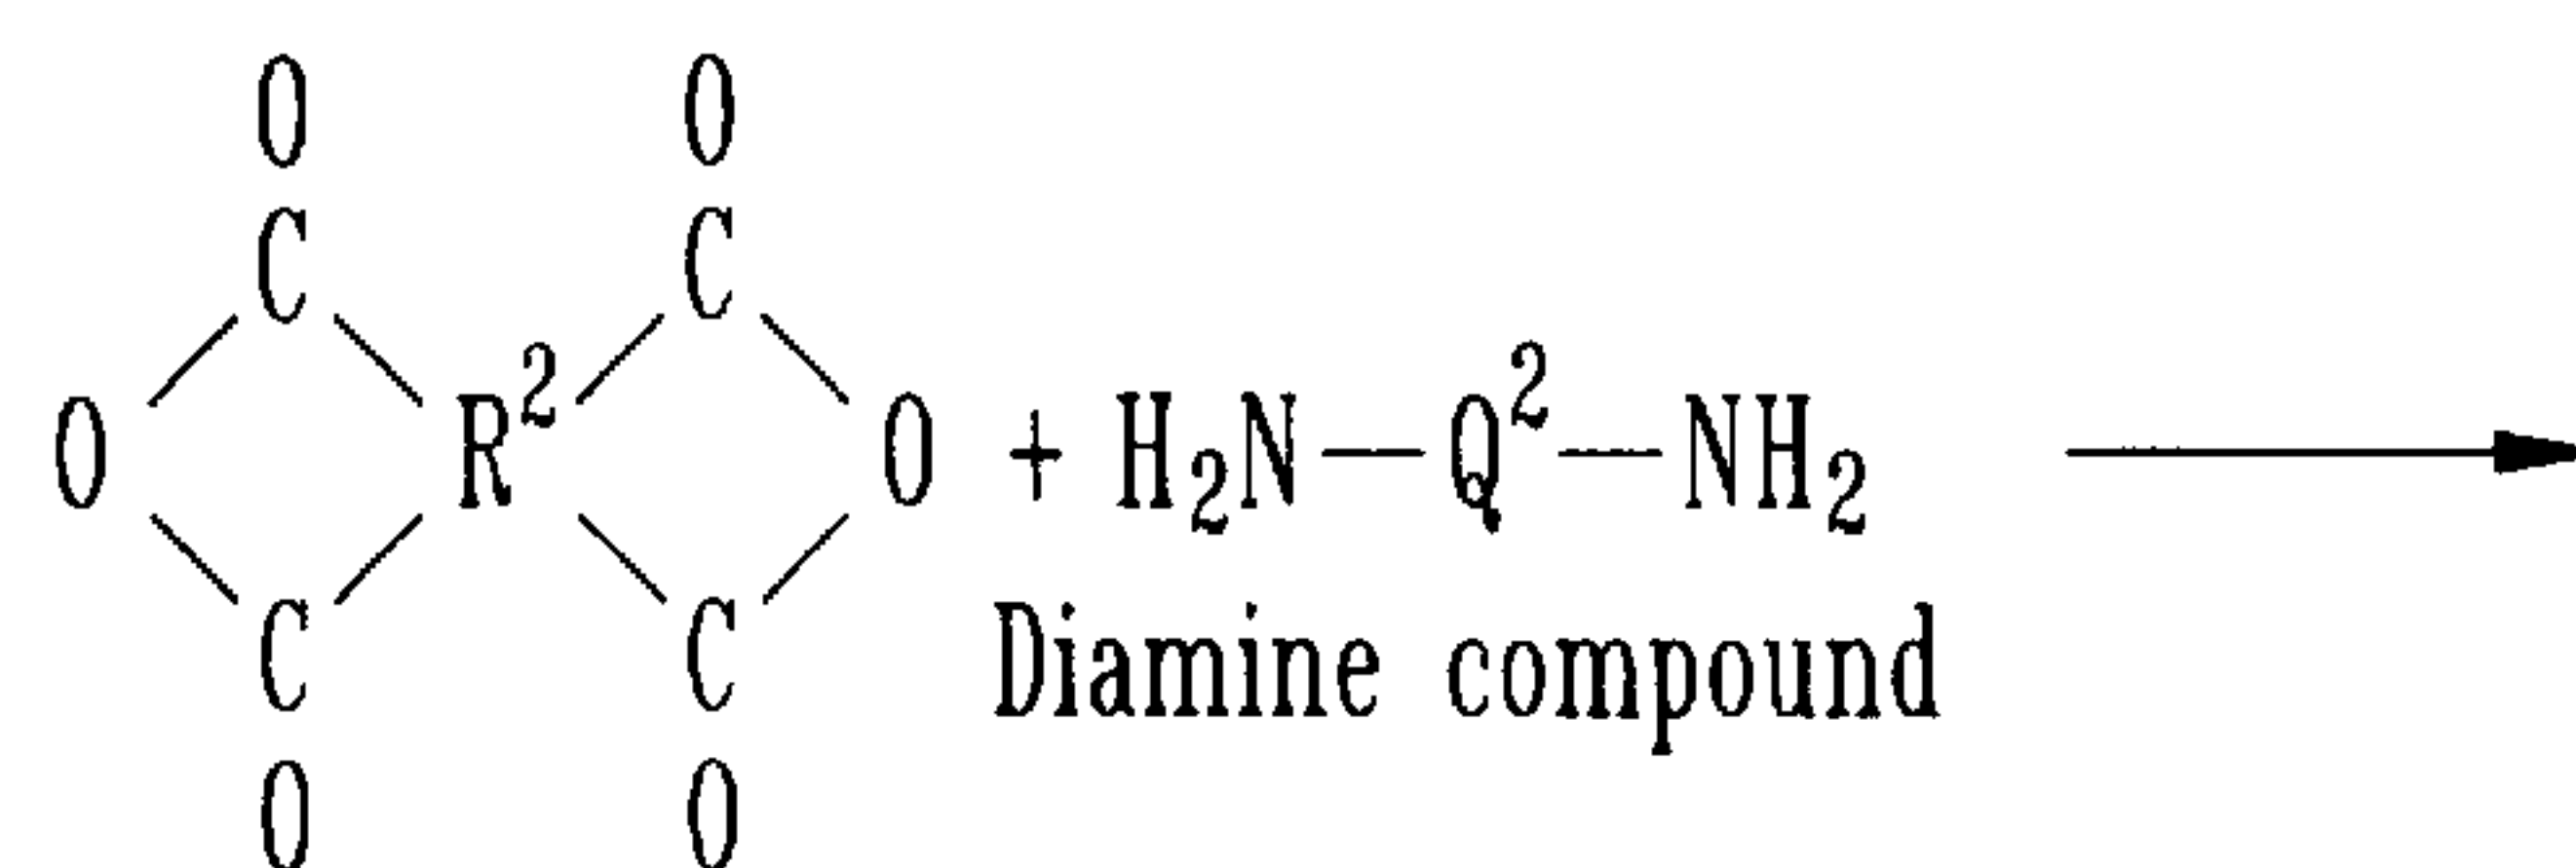 O O
C C
O R² O + H₂N—Q²—NH₂
C C Diamine compound
O O